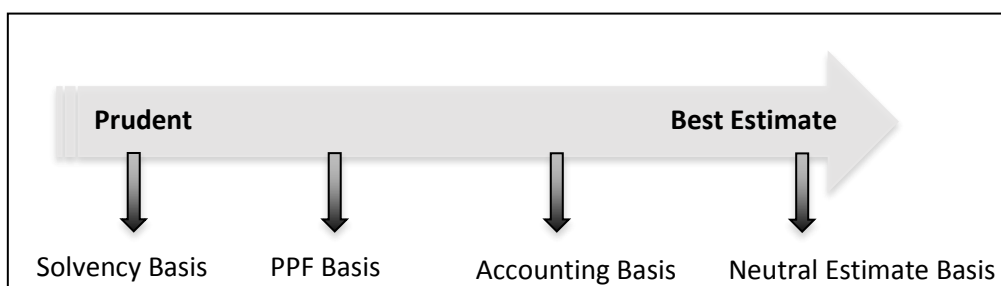 Prudent Best Estimate
Solvency Basis PPF Basis Accounting Basis Neutral Estimate Basis